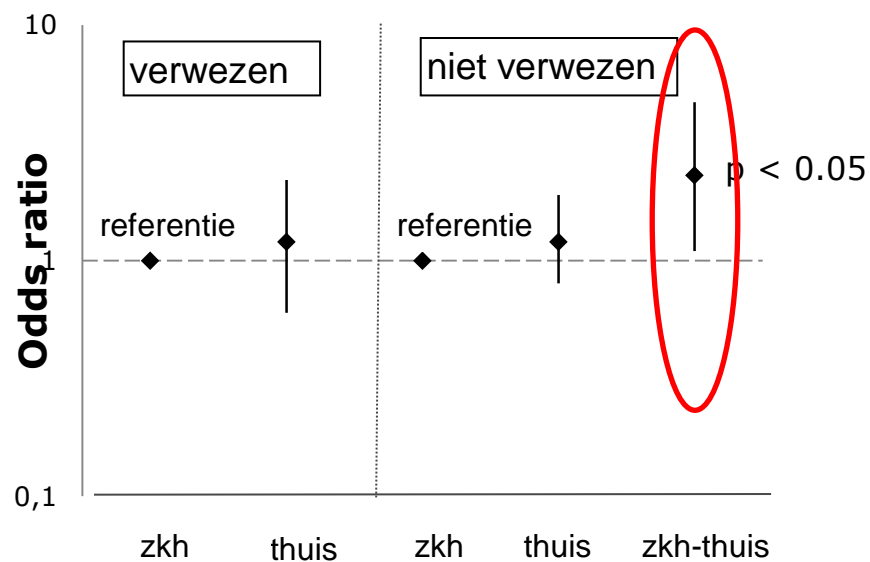 10
verwezen
niet verwezen
p < 0.05
Odds ratio
referentie
referentie
1
0,1
zkh
thuis
zkh
thuis
zkh-thuis